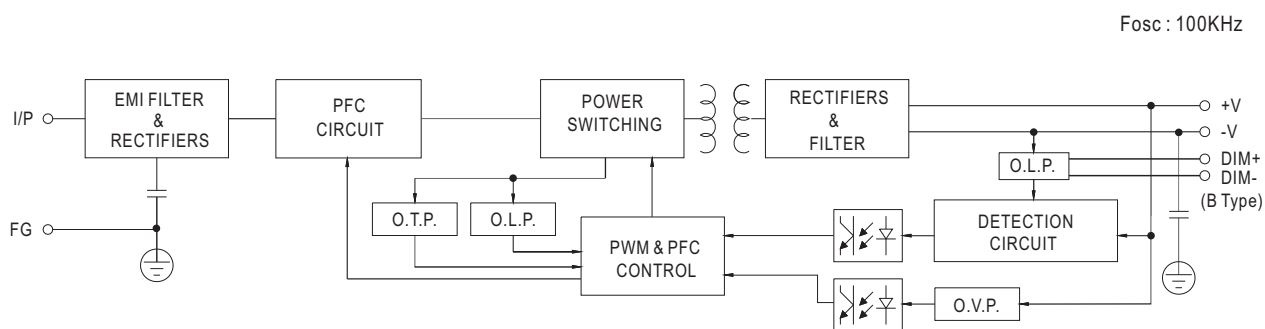 Fosc : 100KHz
I/P
EMI FILTER
&
RECTIFIERS
PFC
CIRCUIT
POWER
SWITCHING
RECTIFIERS
&
FILTER
+V
-V
DIM+
DIM-
(B Type)
O.L.P.
FG
O.T.P.
O.L.P.
PWM & PFC
CONTROL
DETECTION
CIRCUIT
O.V.P.